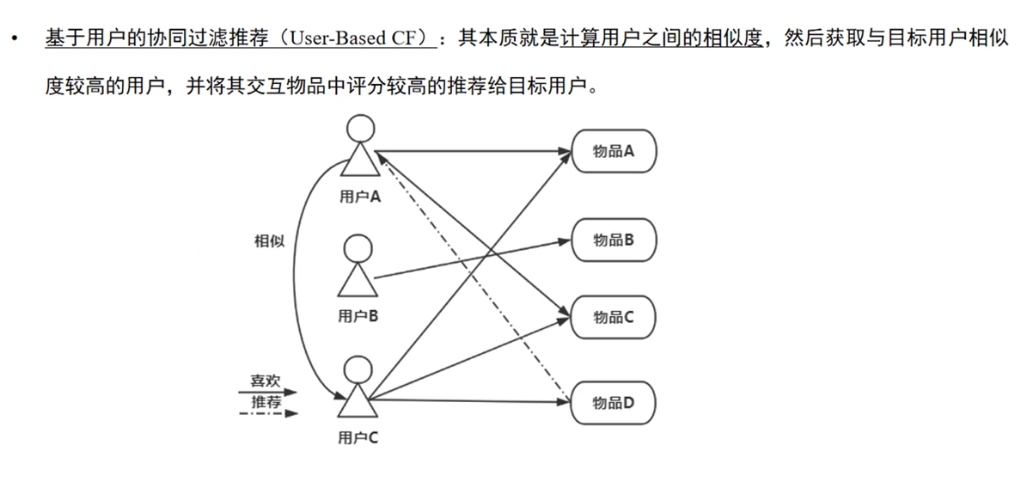 • 基于用户的协同过滤推荐（User-Based CF）：其本质就是计算用户之间的相似度，然后获取与目标用户相似
度较高的用户，并将其交互物品中评分较高的推荐给目标用户。
物品A
用户A
相似
物品B
用户B
物品C
喜欢
推荐
物品D
用户C